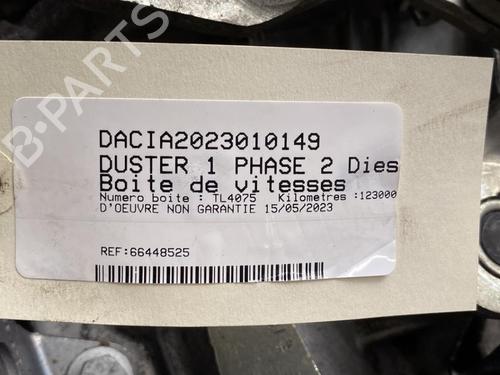 B-PARTS
DACIA2023010149
DUSTER 1 PHASE 2 Dies
Boite de vitesses
Numero boite : TL4075 Kilometres :123000
D'OEUVRE NON GARANTIE 15/05/2023
REF:66448525